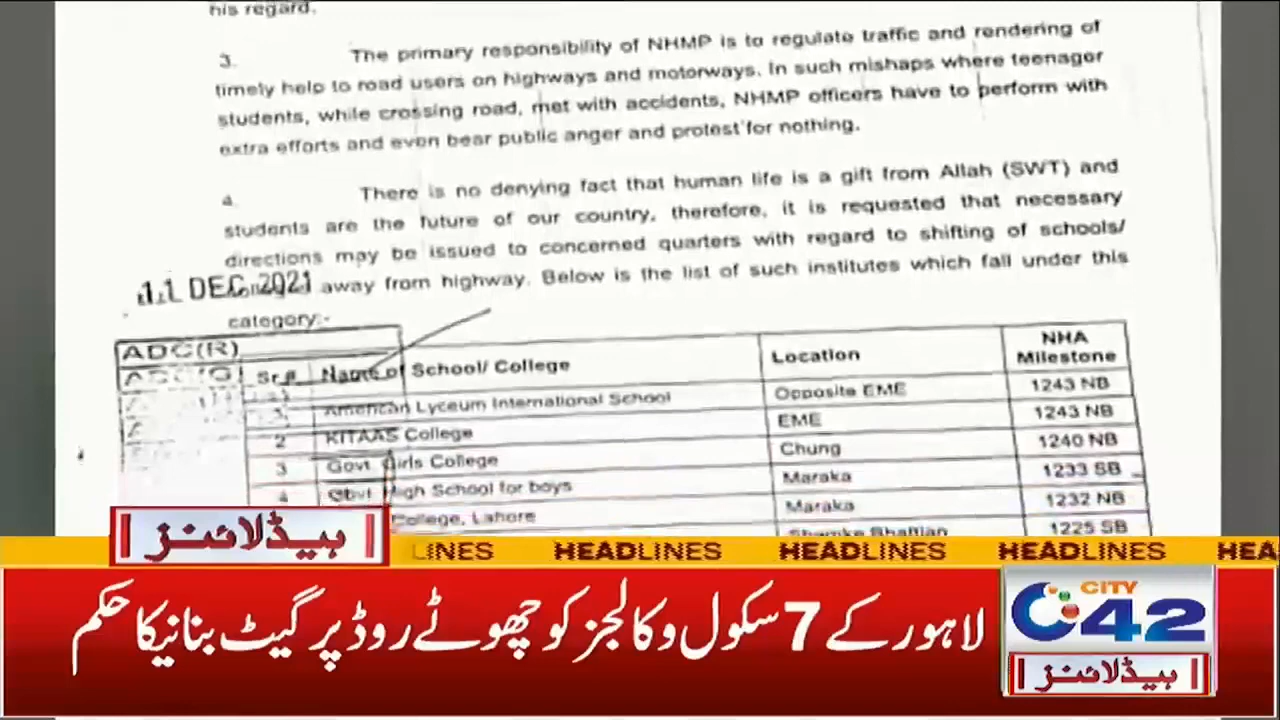 his regard.
3. The primary responsibility of NHMP is to regulate traffic and rendering of
timely help to road users on highways and motorways. In such mishaps where teenager
students, while crossing road, met with accidents, NHMP officers have to perform with
extra efforts and even bear public anger and protest for nothing.
4. There is no denying fact that human life is a gift from Allah (SWT) and
students are the future of our country, therefore, it is requested that necessary
directions may be issued to concerned quarters with regard to shifting of schools/
11 DEC 2021 away from highway. Below is the list of such institutes which fall under this
category:-
ADC(R)
ADC(G) Sr.# Name of School/ College Location NHA Milestone
1 American Lyceum International School Opposite EME 1243 NB
2 KITAAS College EME 1243 NB
3 Govt Girls College Chung 1240 NB
4 Govt High School for boys Maraka 1233 SB
College, Lahore Maraka 1232 NB
1225 SB
ہیڈلائنز
LINES HEADLINES HEADLINES HEADLINES HEA
لاہور کے 7 سکول و کالجز کو چھوٹے روڈ پر گیٹ بنانیکا حکم
CITY
42
ہیڈلائنز